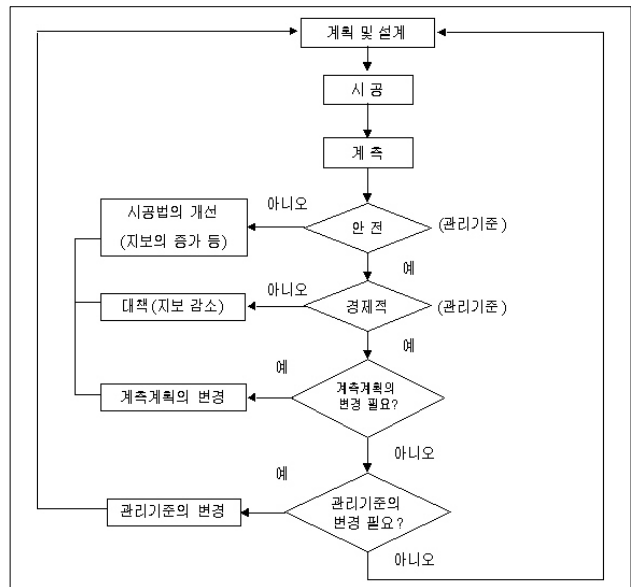 계획 및 설계
시 공
계 측
아니오
시공법의 개선
(지보의 증가 등)
안 전
(관리기준)
예
아니오
대책(지보 감소)
경제적
(관리기준)
예
예
계측계획의 변경
계측계획의
변경 필요?
아니오
예
관리기준의 변경
관리기준의
변경 필요?
아니오